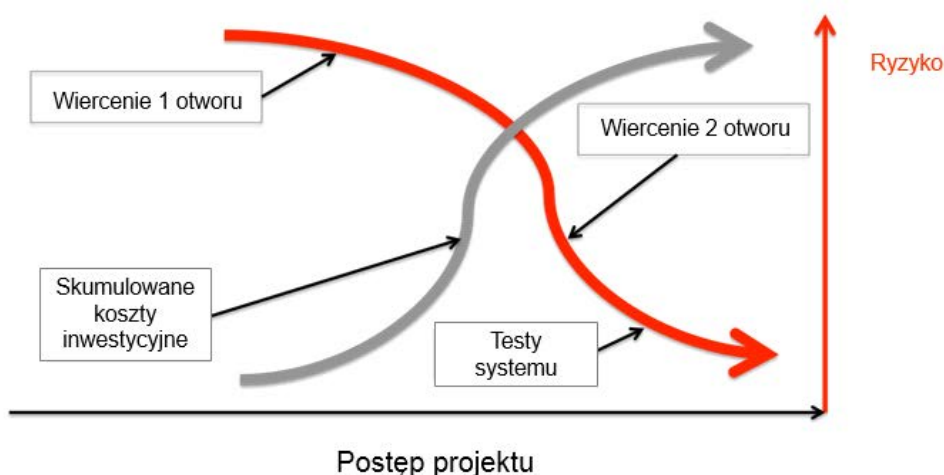 Ryzyko
Wiercenie 1 otworu
Wiercenie 2 otworu
Skumulowane
koszty
inwestycyjne
Testy
systemu
Postęp projektu